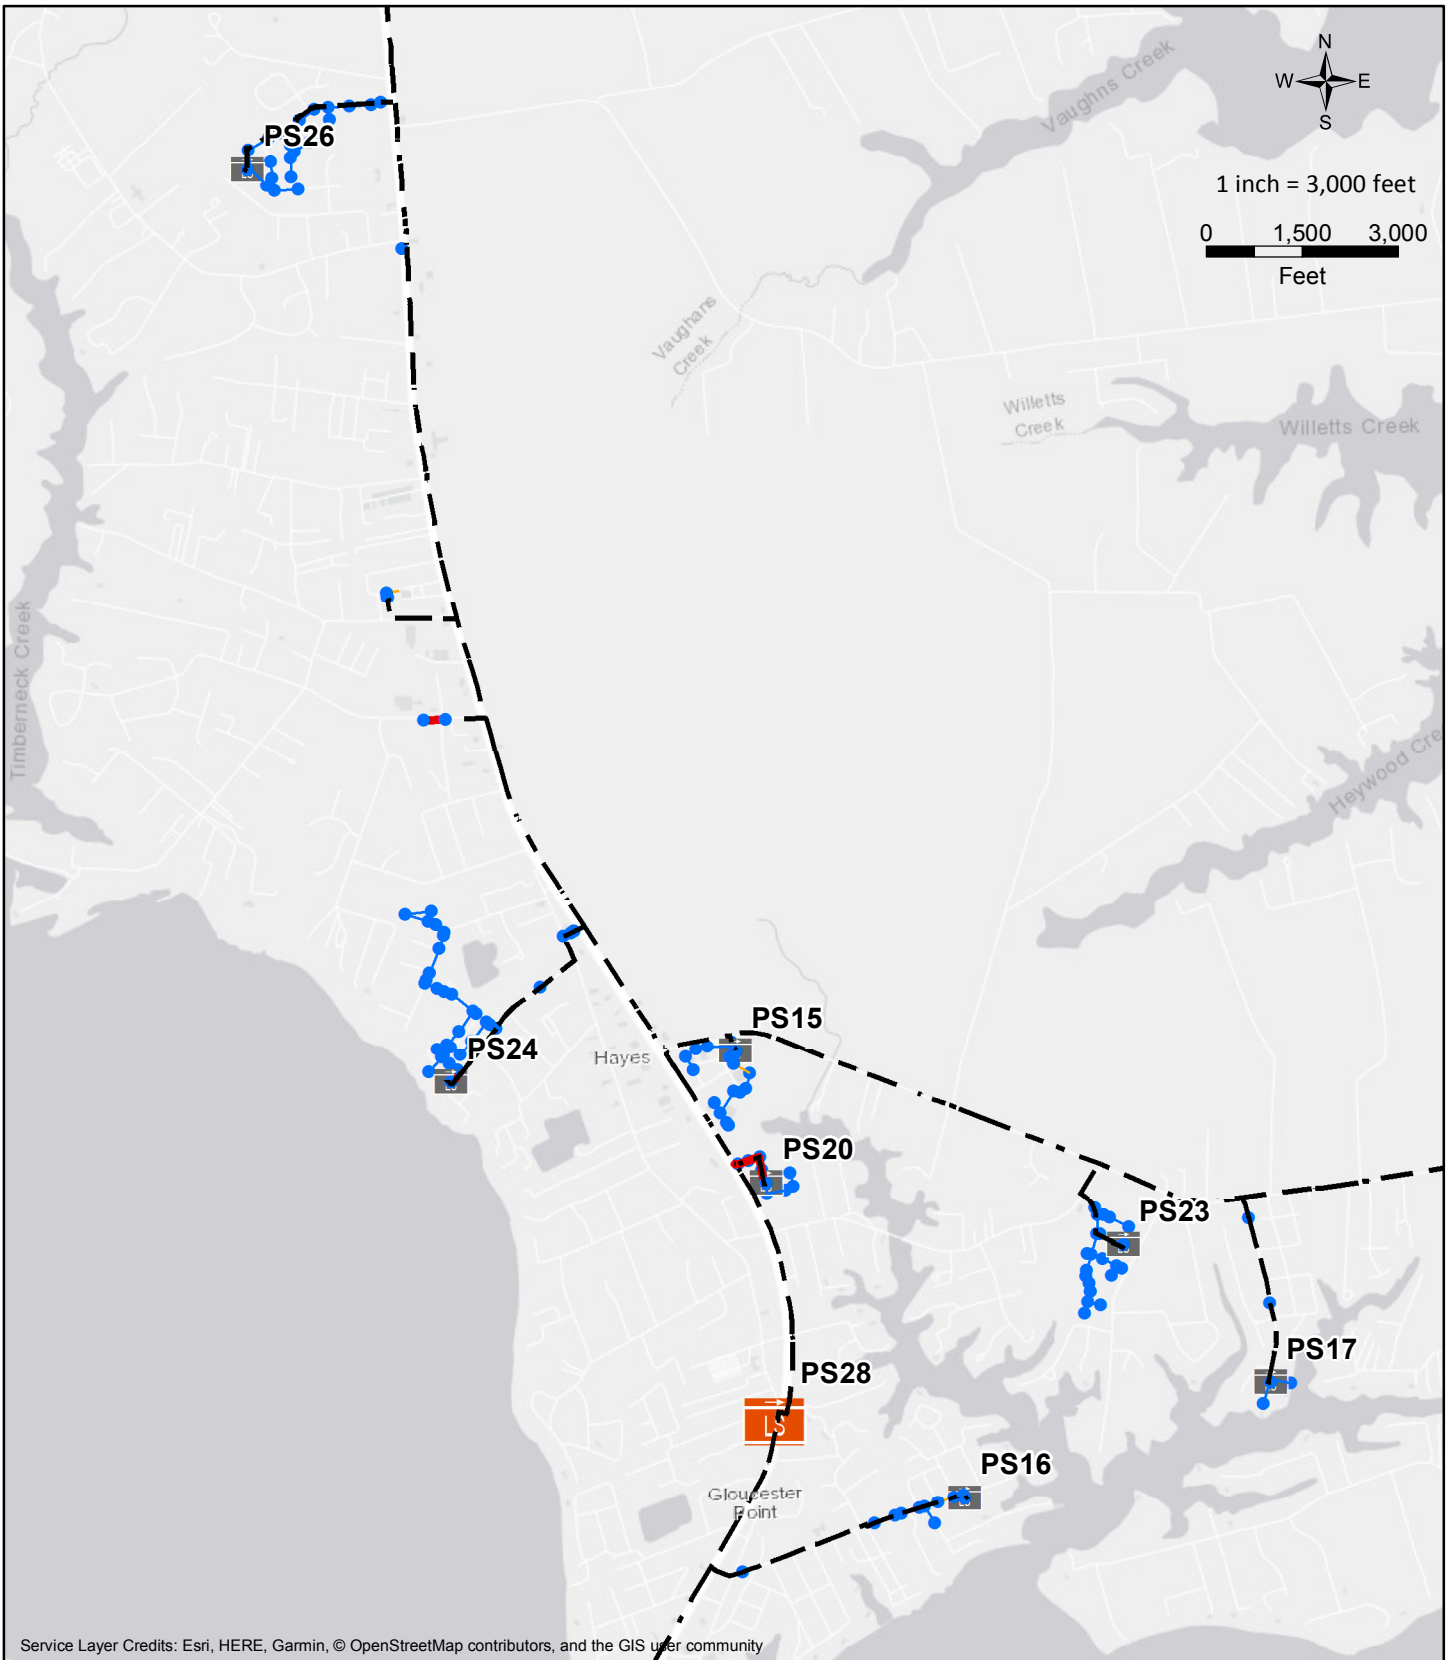 N
W E
S
Vaughns Creek
PS26
1 inch = 3,000 feet
0 1,500 3,000
Feet
Vaughans
Creek
Willetts
Creek
Willetts Creek
Timberneck Creek
Heywood Cre
PS15
PS24
Hayes
PS20
PS23
PS17
PS28
LS
PS16
Gloucester
Point
Service Layer Credits: Esri, HERE, Garmin, © OpenStreetMap contributors, and the GIS user community